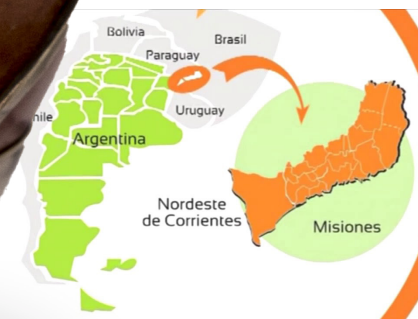 Bolivia
Brasil
Paraguay
Uruguay
Argentina
Nordeste
de Corrientes
Misiones